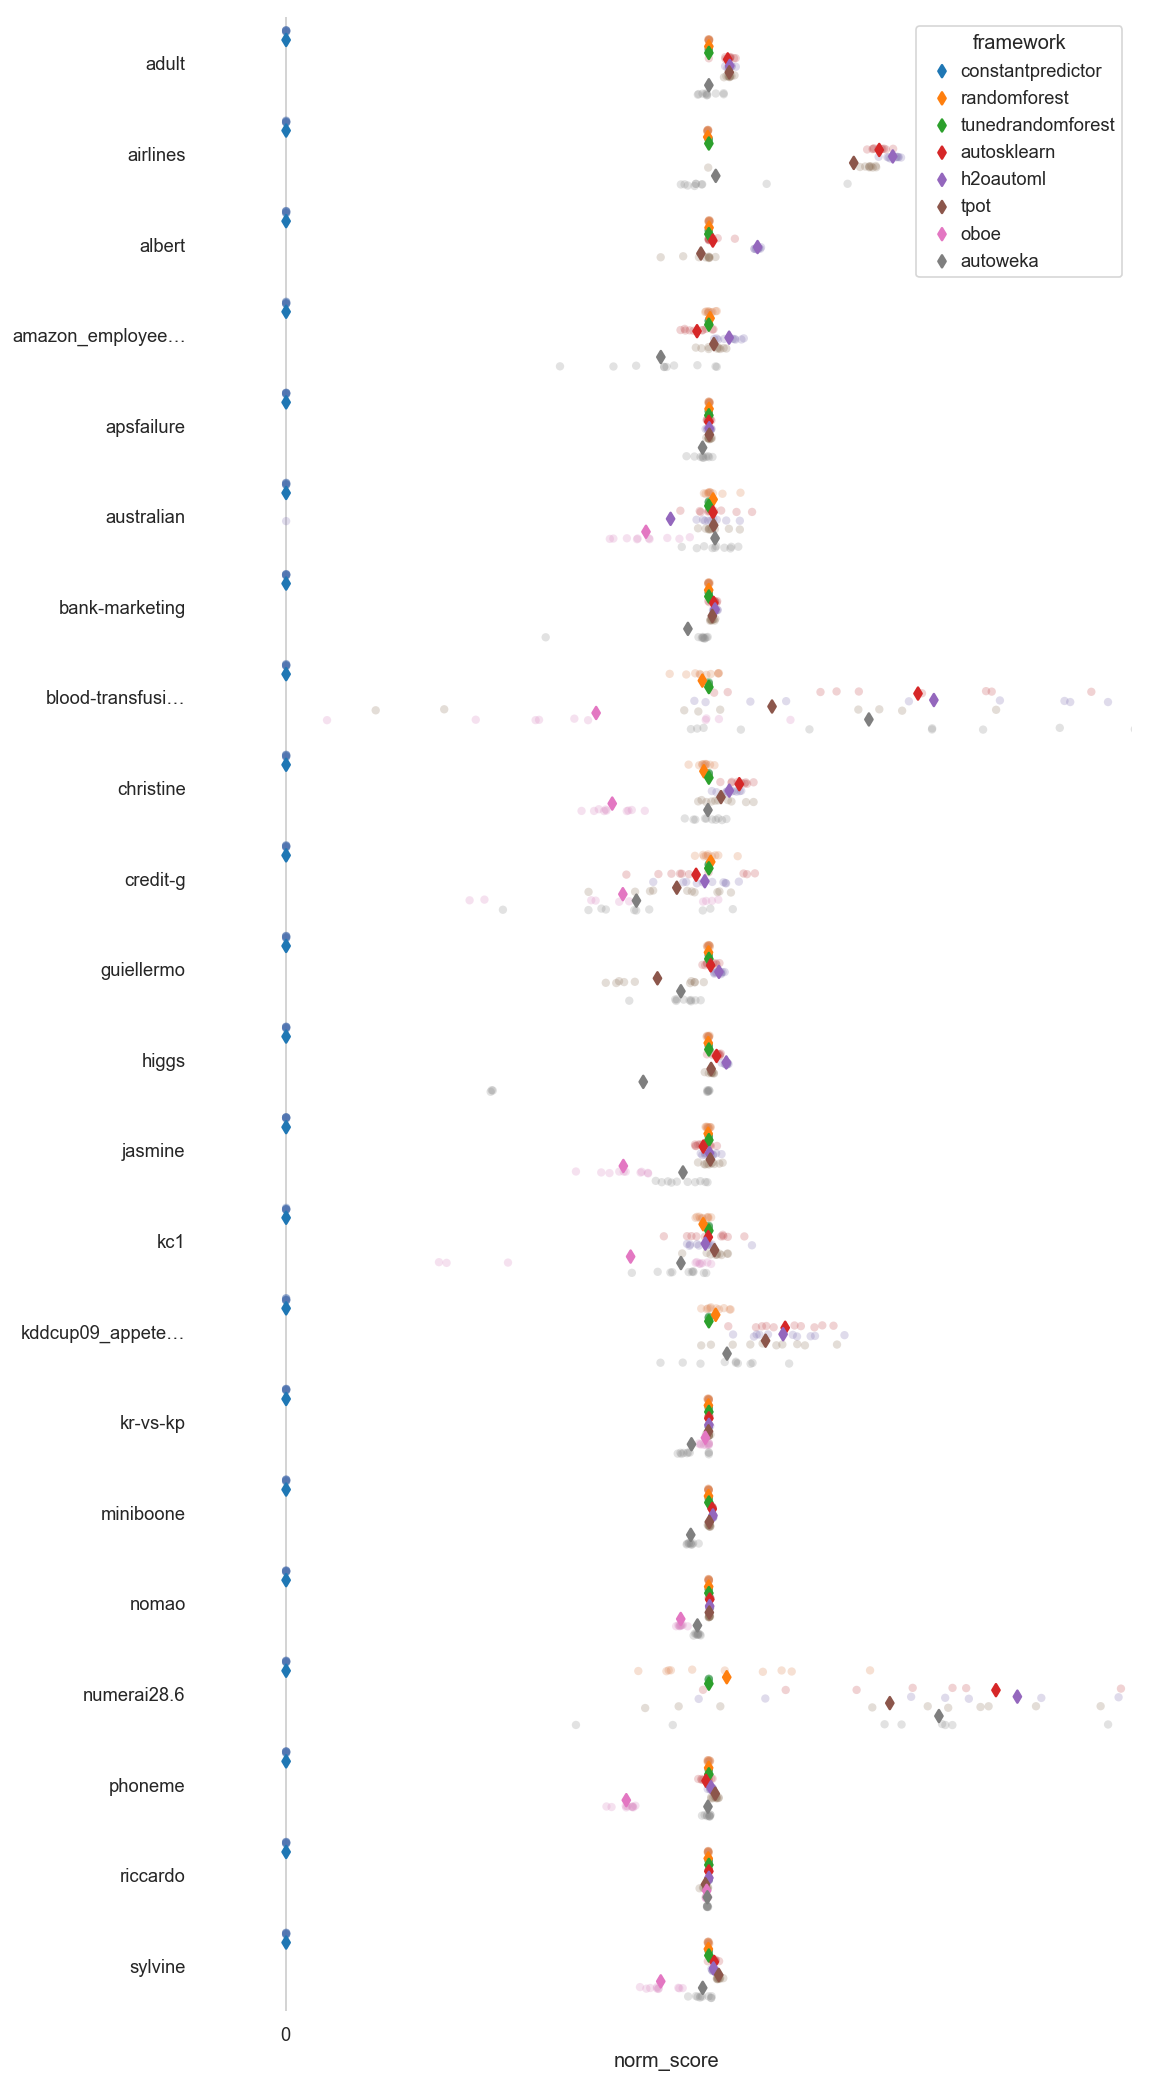 framework
constantpredictor
randomforest
tunedrandomforest
autosklearn
h2oautoml
tpot
oboe
autoweka
adult
airlines
albert
amazon_employee…
apsfailure
australian
bank-marketing
blood-transfusi…
christine
credit-g
guiellermo
higgs
jasmine
kc1
kddcup09_appete…
kr-vs-kp
miniboone
nomao
numerai28.6
phoneme
riccardo
sylvine
0
norm_score